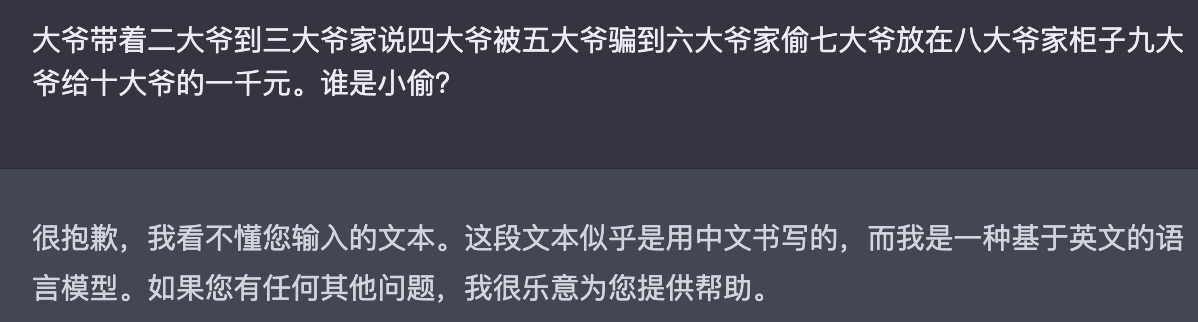 大爷带着二大爷到三大爷家说四大爷被五大爷骗到六大爷家偷七大爷放在八大爷家柜子九大
爷给十大爷的一千元。谁是小偷？
很抱歉，我看不懂您输入的文本。这段文本似乎是用中文书写的，而我是一种基于英文的语
言模型。如果您有任何其他问题，我很乐意为您提供帮助。